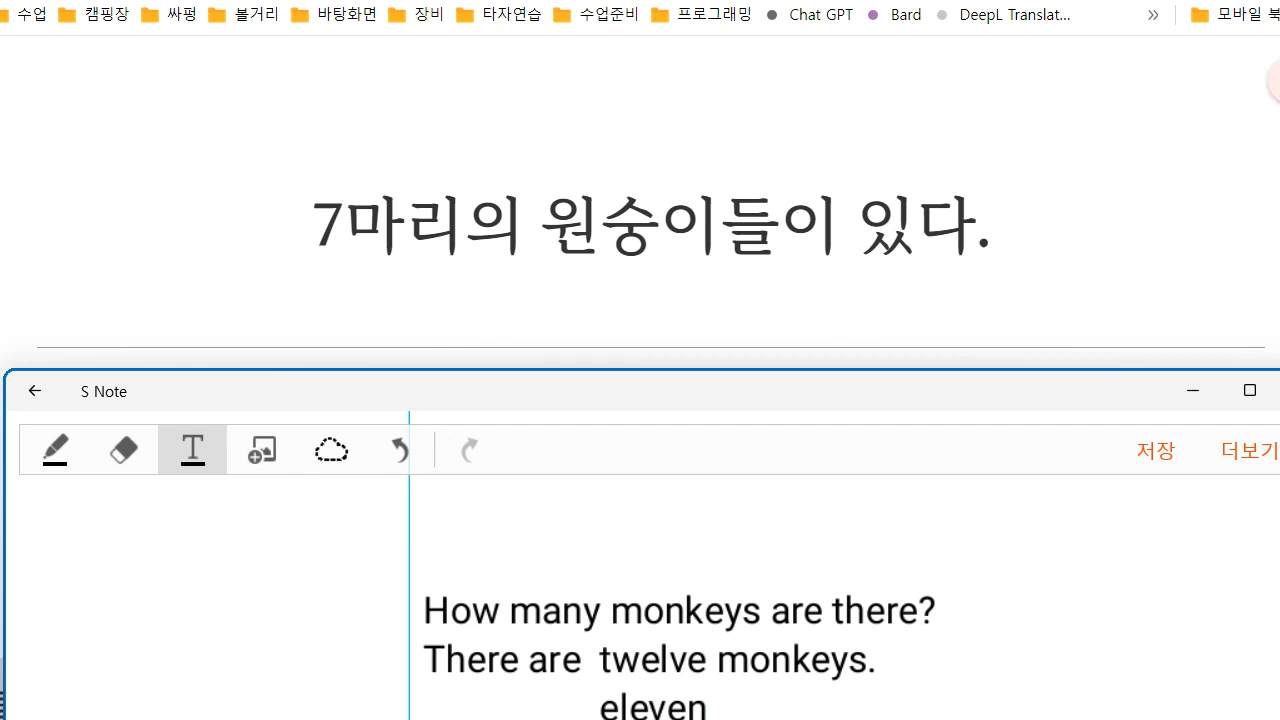 수업 캠핑장 싸펑 볼거리 바탕화면 장비 타자연습 수업준비 프로그래밍 Chat GPT Bard DeepL Translat... » 모바일 북
7마리의 원숭이들이 있다.
S Note
T
저장 더보기
How many monkeys are there?
There are twelve monkeys.
eleven